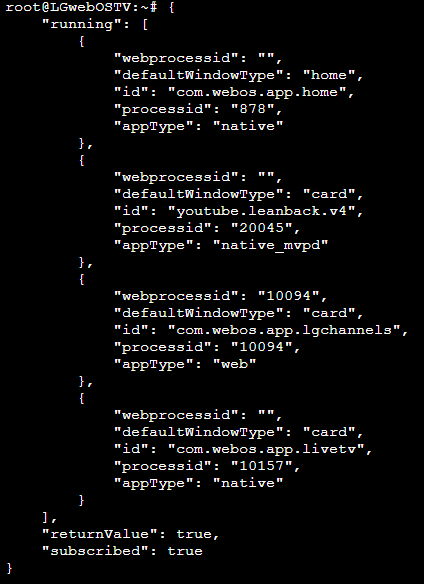 root@LGwebOSTV:~# {
    "running": [
        {
            "webprocessid": "",
            "defaultWindowType": "home",
            "id": "com.webos.app.home",
            "processid": "878",
            "appType": "native"
        },
        {
            "webprocessid": "",
            "defaultWindowType": "card",
            "id": "youtube.leanback.v4",
            "processid": "20045",
            "appType": "native_mvpd"
        },
        {
            "webprocessid": "10094",
            "defaultWindowType": "card",
            "id": "com.webos.app.lgchannels",
            "processid": "10094",
            "appType": "web"
        },
        {
            "webprocessid": "",
            "defaultWindowType": "card",
            "id": "com.webos.app.livetv",
            "processid": "10157",
            "appType": "native"
        }
    ],
    "returnValue": true,
    "subscribed": true
}